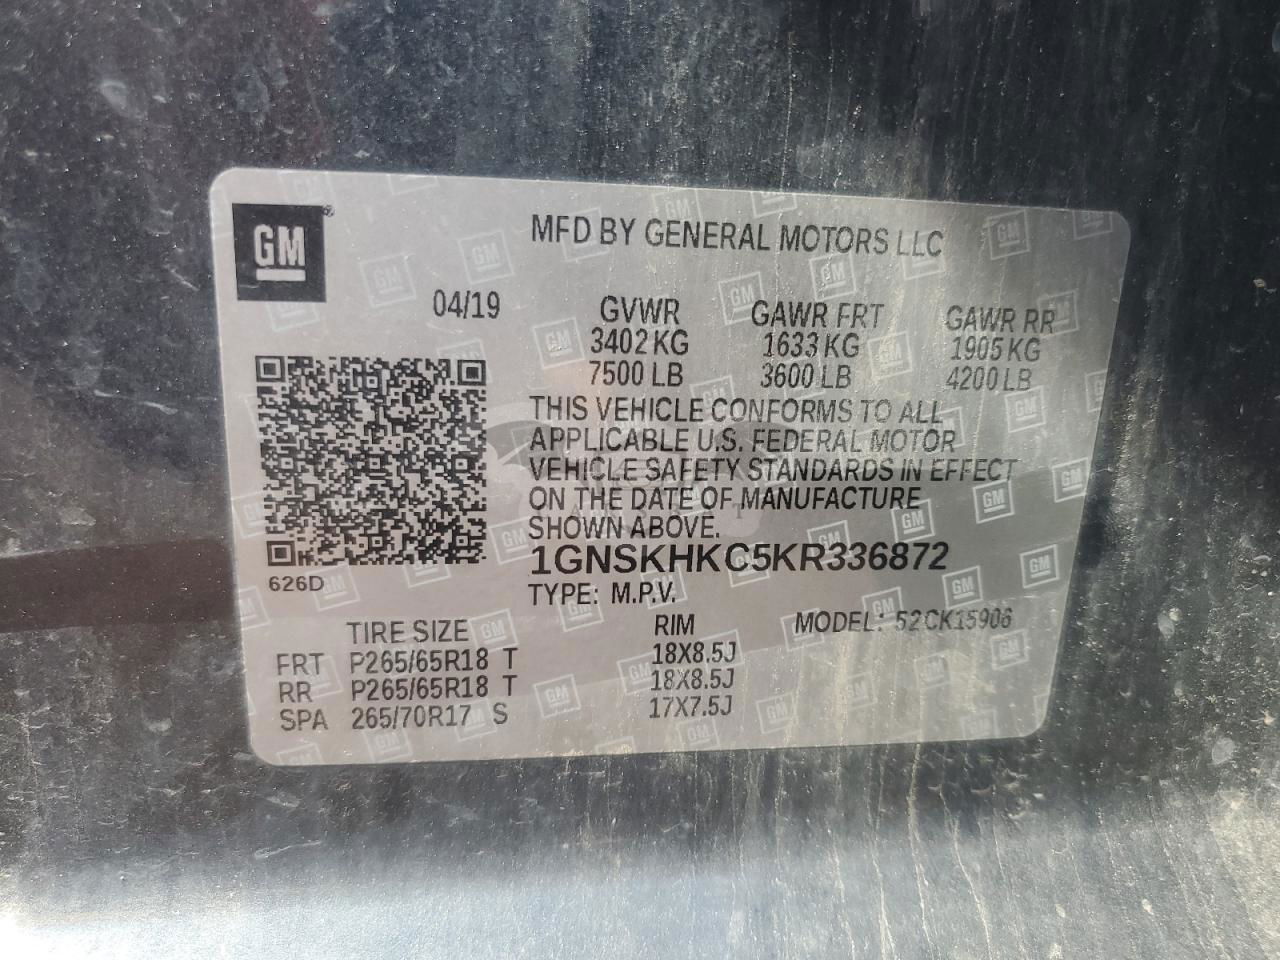 GM
MFD BY GENERAL MOTORS LLC
04/19
GVWR GAWR FRT GAWR RR
3402 KG 1633 KG 1905 KG
7500 LB 3600 LB 4200 LB
THIS VEHICLE CONFORMS TO ALL
APPLICABLE U.S. FEDERAL MOTOR
VEHICLE SAFETY STANDARDS IN EFFECT
ON THE DATE OF MANUFACTURE
SHOWN ABOVE.
1GNSKHKC5KR336872
626D
TYPE: M.P.V.
TIRE SIZE RIM MODEL: 52CK15906
FRT P265/65R18 T 18X8.5J
RR P265/65R18 T 18X8.5J
SPA 265/70R17 S 17X7.5J